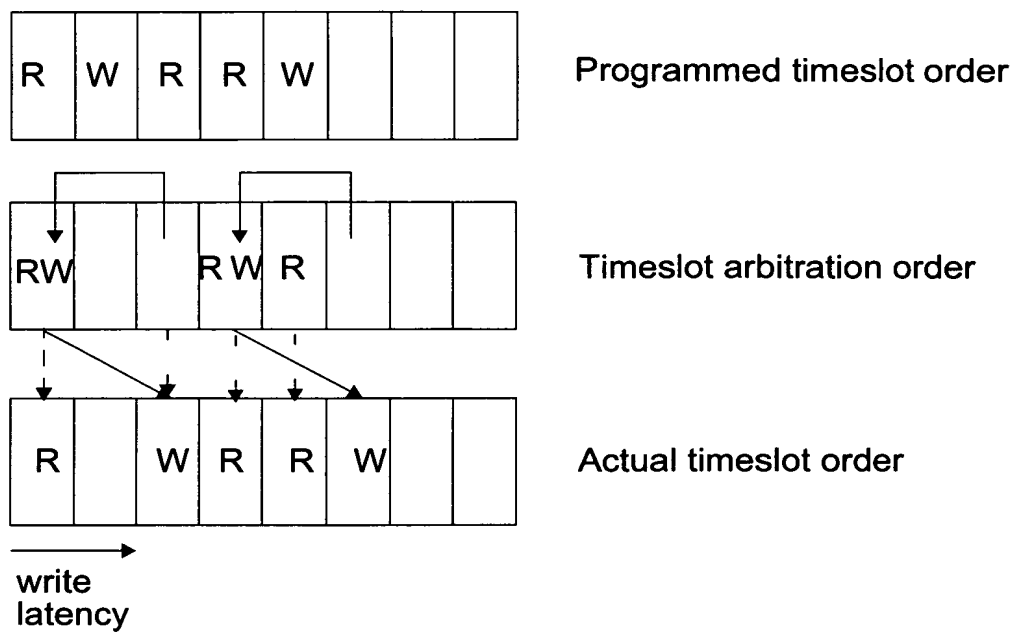 R W R R W Programmed timeslot order
RW R W R Timeslot arbitration order
R W R R W Actual timeslot order
write
latency